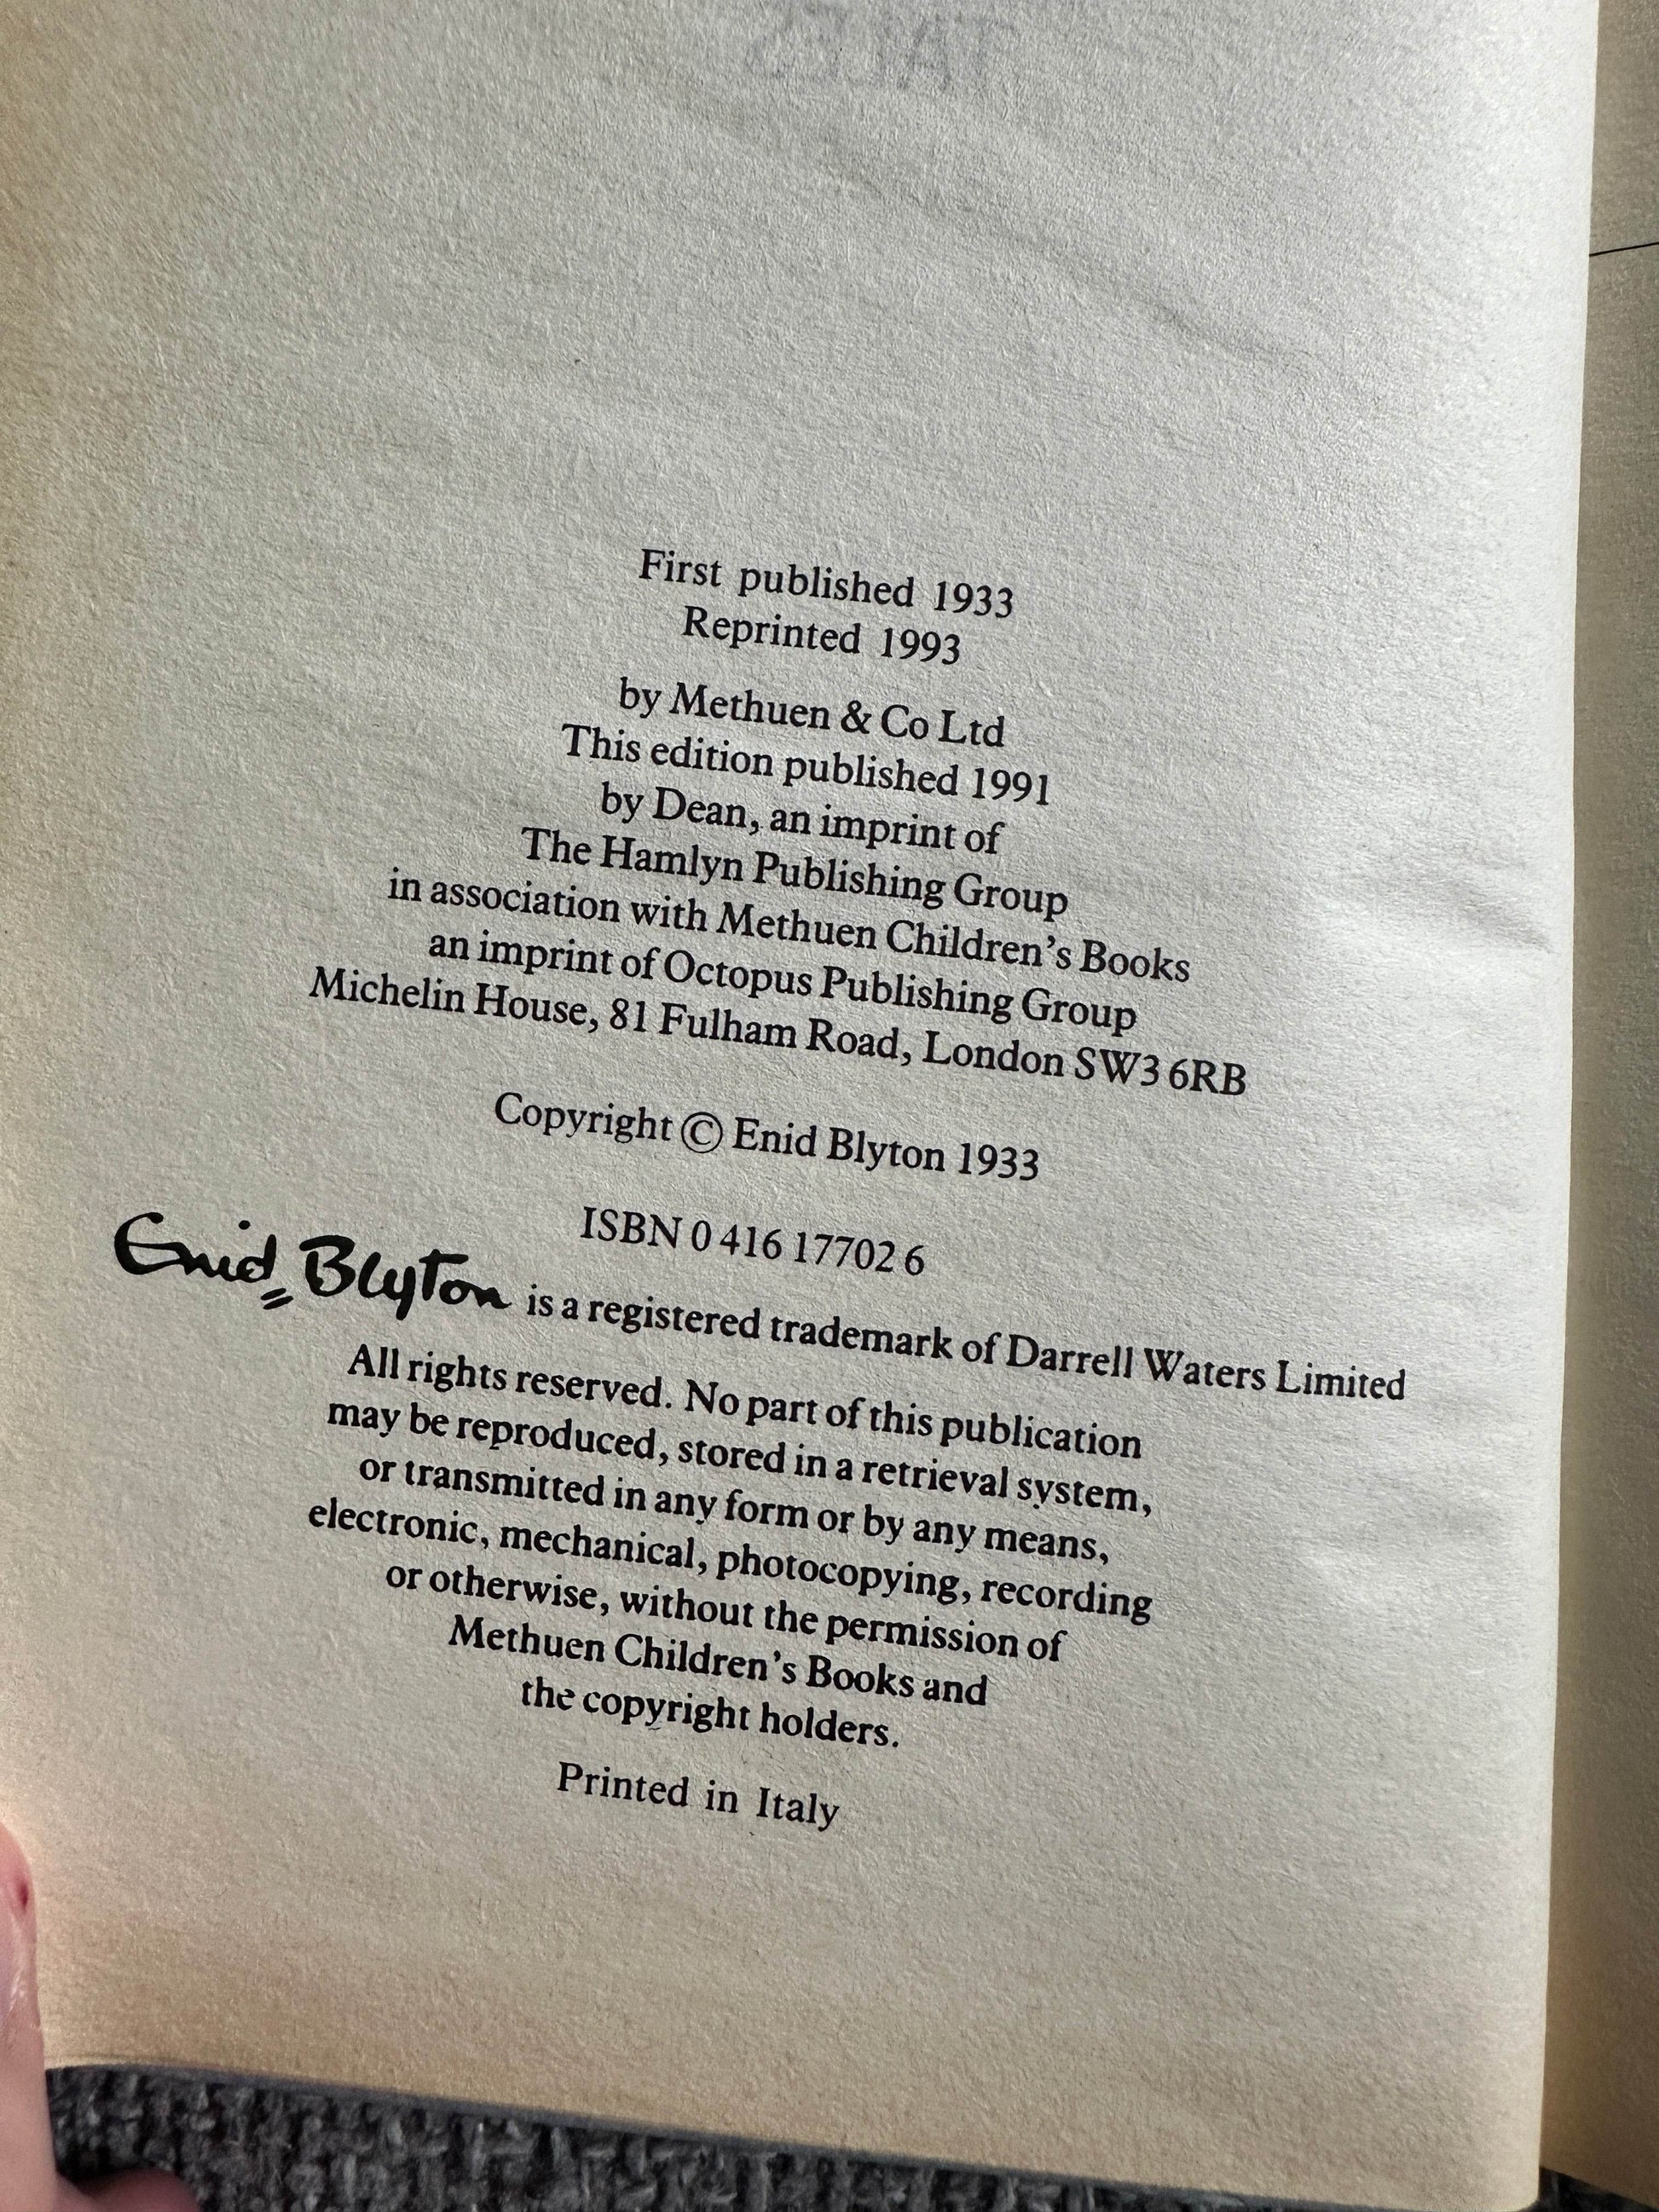 TALES
First published 1933
Reprinted 1993
by Methuen & Co Ltd
This edition published 1991
by Dean, an imprint of
The Hamlyn Publishing Group
in association with Methuen Children's Books
an imprint of Octopus Publishing Group
Michelin House, 81 Fulham Road, London SW3 6RB
Copyright © Enid Blyton 1933
ISBN 0 416 17702 6
Enid Blyton is a registered trademark of Darrell Waters Limited
All rights reserved. No part of this publication
may be reproduced, stored in a retrieval system,
or transmitted in any form or by any means,
electronic, mechanical, photocopying, recording
or otherwise, without the permission of
Methuen Children's Books and
the copyright holders.
Printed in Italy